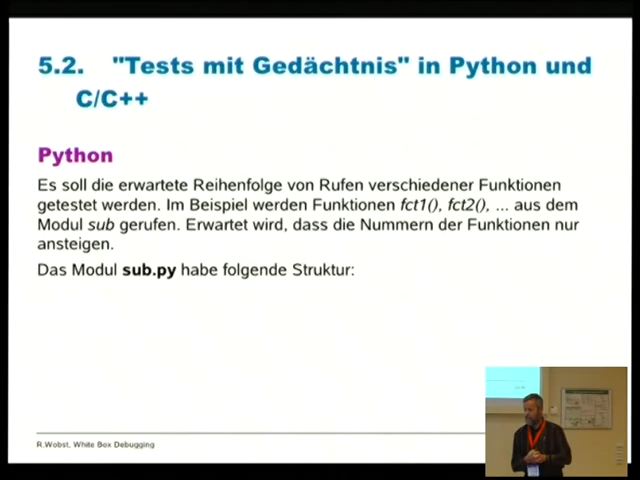 5.2. "Tests mit Gedächtnis" in Python und
C/C++
Python
Es soll die erwartete Reihenfolge von Rufen verschiedener Funktionen
getestet werden. Im Beispiel werden Funktionen fct1(), fct2(), ... aus dem
Modul sub gerufen. Erwartet wird, dass die Nummern der Funktionen nur
ansteigen.
Das Modul sub.py habe folgende Struktur:
R.Wobst, White Box Debugging